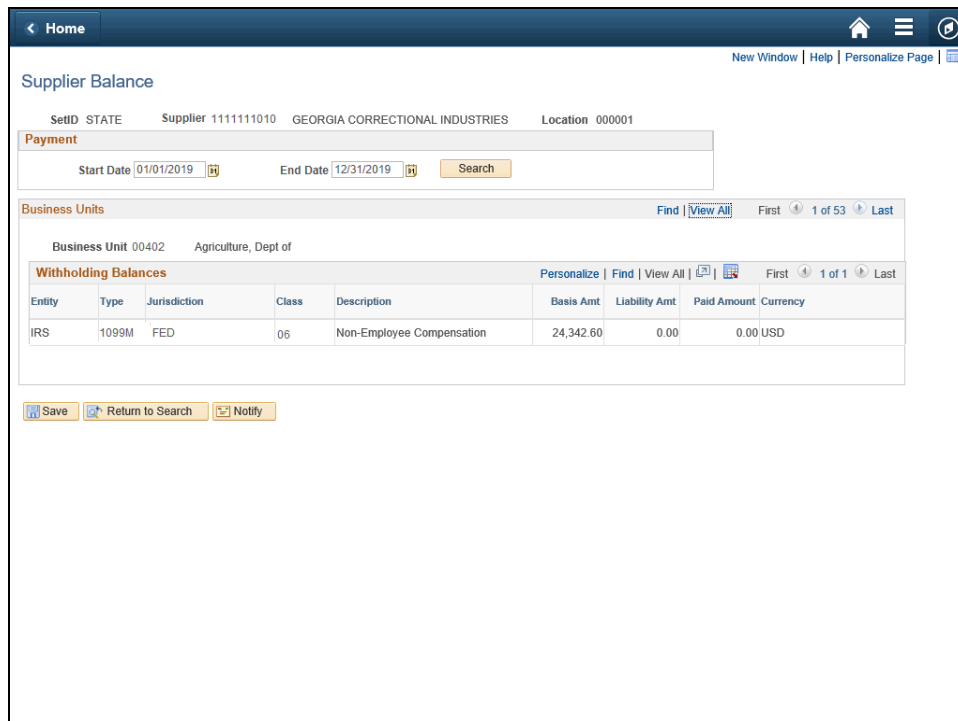 Home
New Window | Help | Personalize Page |
Supplier Balance
SetID STATE Supplier 1111111010 GEORGIA CORRECTIONAL INDUSTRIES Location 000001
Payment
Start Date 01/01/2019 End Date 12/31/2019 Search
Business Units Find | View All First 1 of 53 Last
Business Unit 00402 Agriculture, Dept of
Withholding Balances Personalize | Find | View All | | First 1 of 1 Last
Entity Type Jurisdiction Class Description Basis Amt Liability Amt Paid Amount Currency
IRS 1099M FED 06 Non-Employee Compensation 24,342.60 0.00 0.00 USD
Save Return to Search Notify